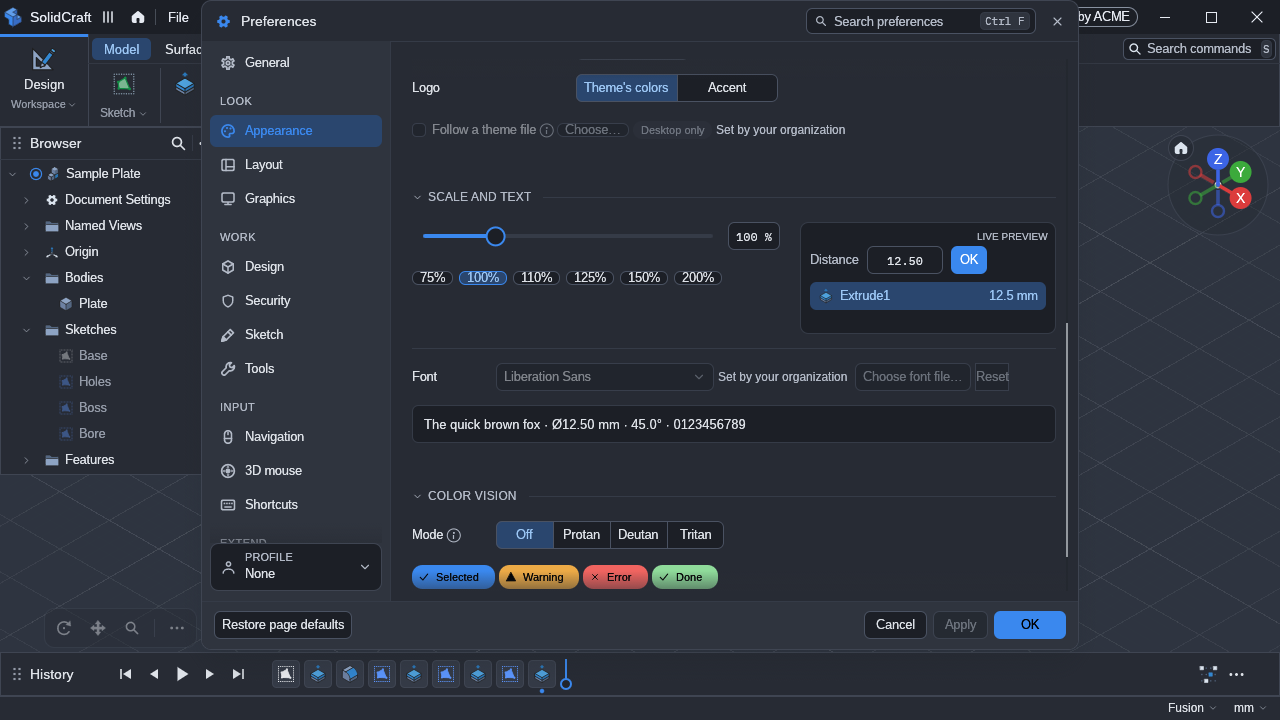 SolidCraft
File
Preferences
Search preferences
Ctrl F
by ACME
Design
Workspace
Model
Sketch
Search commands
S
Browser
Sample Plate
Document Settings
Named Views
Origin
Bodies
Plate
Sketches
Base
Holes
Boss
Bore
Features
General
LOOK
Appearance
Layout
Graphics
WORK
Design
Security
Sketch
Tools
INPUT
Navigation
3D mouse
Shortcuts
EXTEND
PROFILE
None
Logo
Theme's colors
Accent
Follow a theme file
Choose...
Desktop only
Set by your organization
SCALE AND TEXT
100 %
75%
100%
110%
125%
150%
200%
LIVE PREVIEW
Distance
12.50
OK
Extrude1
12.5 mm
Font
Liberation Sans
Set by your organization
Choose font file...
Reset
The quick brown fox · Ø12.50 mm · 45.0° · 0123456789
COLOR VISION
Mode
Off
Protan
Deutan
Tritan
Selected
Warning
Error
Done
Restore page defaults
Cancel
Apply
OK
Z
Y
X
History
Fusion
mm